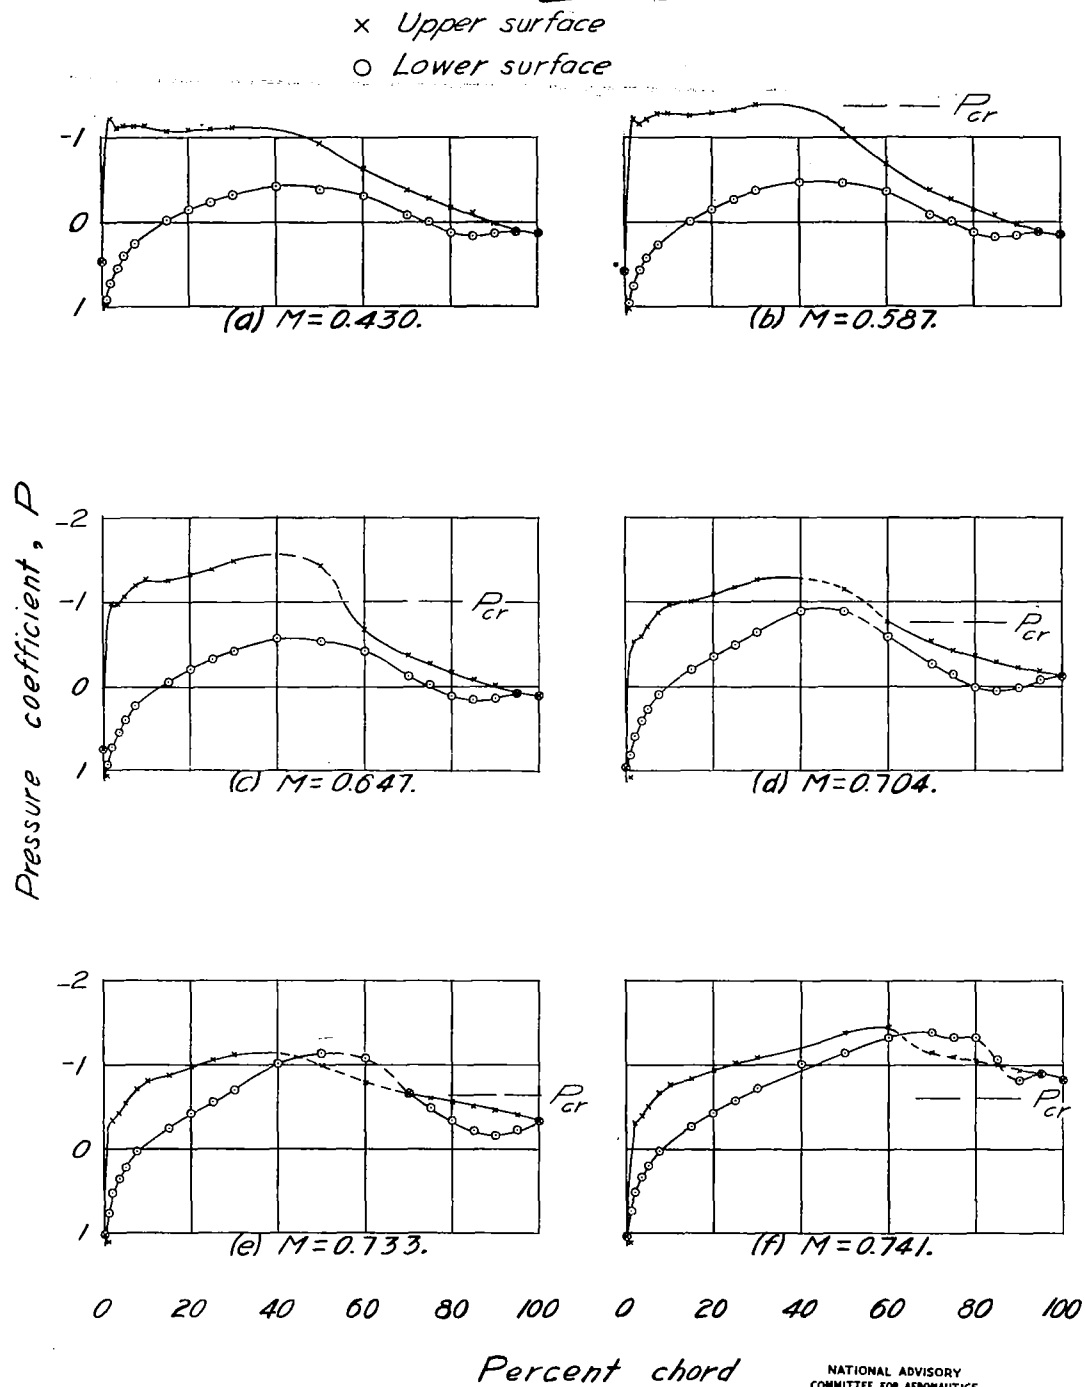 × Upper surface
○ Lower surface
-1
0
1
P_cr
(a) M=0.430.
(b) M=0.587.
Pressure coefficient, P
-2
-1
0
1
P_cr
P_cr
(c) M=0.647.
(d) M=0.704.
-2
-1
0
1
P_cr
P_cr
(e) M=0.733.
(f) M=0.741.
0 20 40 60 80 100 0 20 40 60 80 100
Percent chord
NATIONAL ADVISORY
COMMITTEE FOR AERONAUTICS